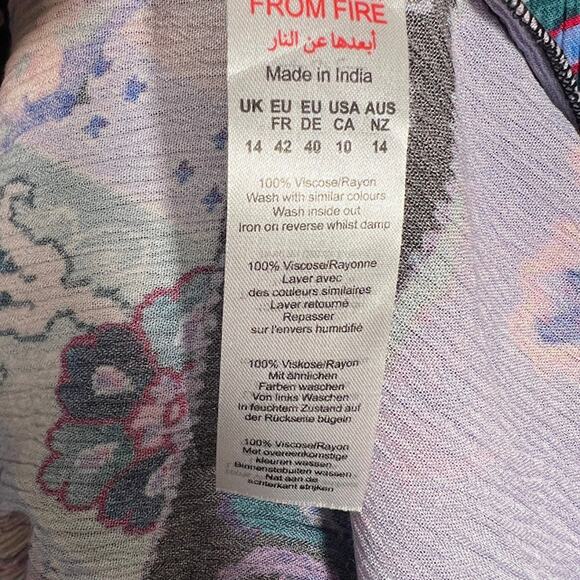 FROM FIRE
أبعدها عن النار
Made in India
UK EU EU USA AUS
FR DE CA NZ
14 42 40 10 14
100% Viscose/Rayon
Wash with similar colours
Wash inside out
Iron on reverse whilst damp
100% Viscose/Rayonne
Laver avec
des couleurs similaires
Laver retourné
Repasser
sur l'envers humidifié
100% Viskose/Rayon
Mit ähnlichen
Farben waschen
Von links Waschen
In feuchtem Zustand auf
der Rückseite bügeln
100% Viscose/Rayon
Met overeenkomstige
kleuren wassen
Binnenstebuiten wassen
Nat aan de
achterkant strijken